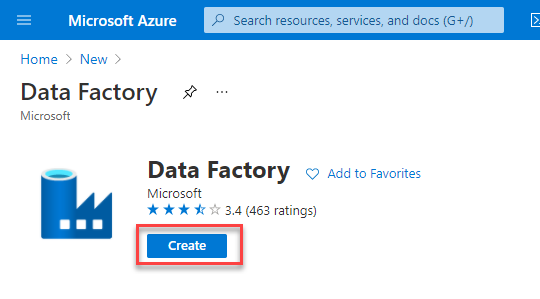 Microsoft Azure
Search resources, services, and docs (G+/)
Home > New >
Data Factory
...
Microsoft
Data Factory
Add to Favorites
Microsoft
3.4 (463 ratings)
Create